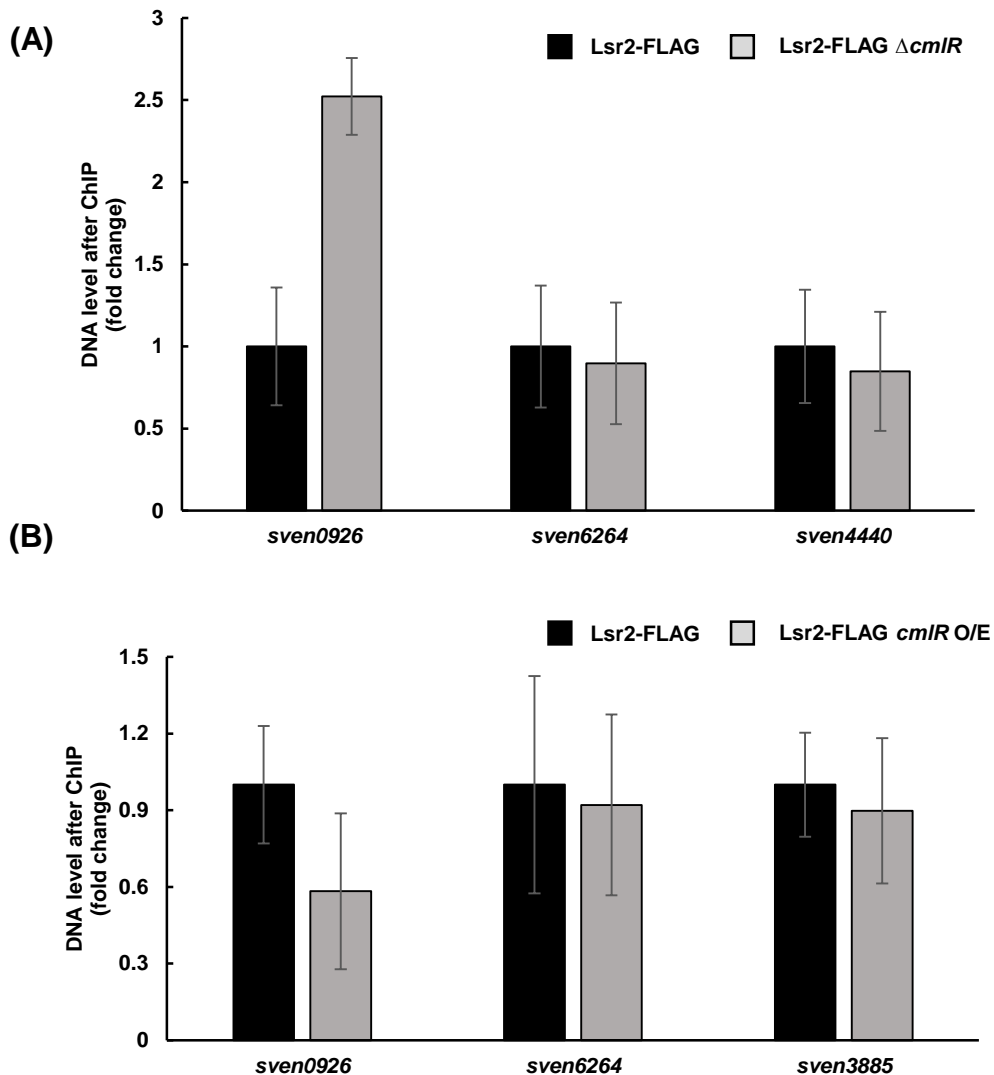 (A)
Lsr2-FLAG Lsr2-FLAG ΔcmlR
DNA level after ChIP
(fold change)
3
2.5
2
1.5
1
0.5
0
sven0926 sven6264 sven4440
(B)
Lsr2-FLAG Lsr2-FLAG cmlR O/E
DNA level after ChIP
(fold change)
1.5
1.2
0.9
0.6
0.3
0
sven0926 sven6264 sven3885